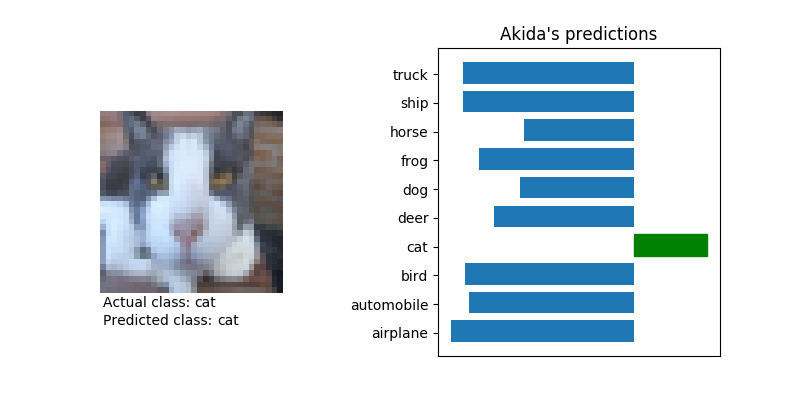 Akida's predictions
truck
ship
horse
frog
dog
deer
cat
bird
automobile
airplane
Actual class: cat
Predicted class: cat